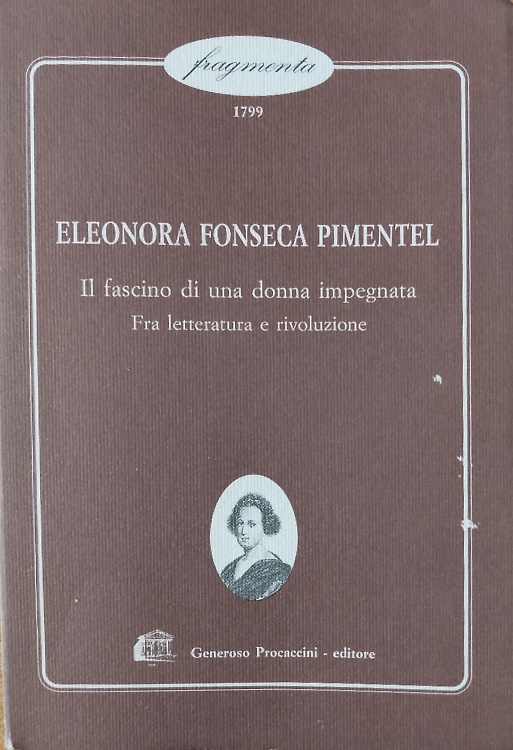 fragmenta
1799
ELEONORA FONSECA PIMENTEL
Il fascino di una donna impegnata
Fra letteratura e rivoluzione
Generoso Procaccini - editore